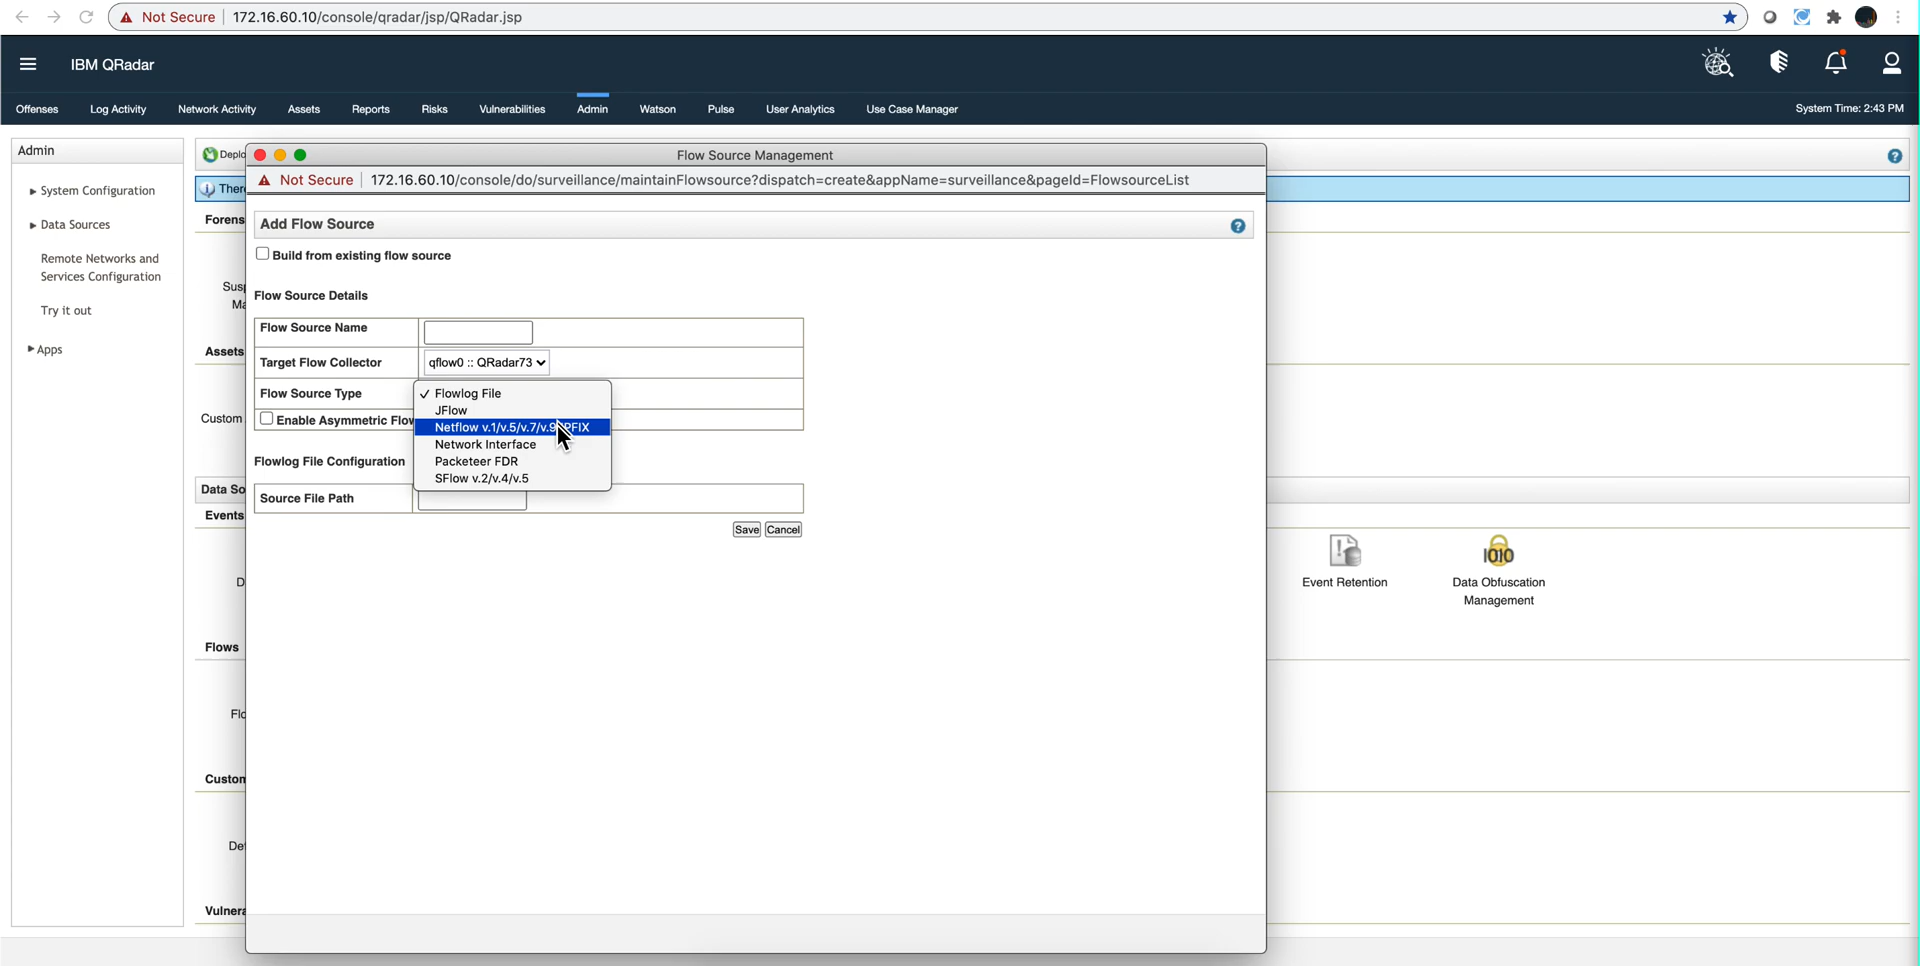 Not Secure 172.16.60.10/console/qradar/jsp/QRadar.jsp
IBM QRadar
Offenses Log Activity Network Activity Assets Reports Risks Vulnerabilities Admin Watson Pulse User Analytics Use Case Manager System Time: 2:43 PM
Admin
System Configuration
Data Sources
Remote Networks and
Services Configuration
Try it out
Apps
Deplo
Ther
Forens
Sus
Ma
Assets
Custom
Data So
Events
D
Flows
Flo
Custom
Def
Vulnera
Flow Source Management
Not Secure 172.16.60.10/console/do/surveillance/maintainFlowsource?dispatch=create&appName=surveillance&pageId=FlowsourceList
Add Flow Source
Build from existing flow source
Flow Source Details
Flow Source Name
Target Flow Collector qflow0 :: QRadar73
Flow Source Type
Enable Asymmetric Flow
Flowlog File
JFlow
Netflow v.1/v.5/v.7/v.9 PFIX
Network Interface
Packeteer FDR
SFlow v.2/v.4/v.5
Flowlog File Configuration
Source File Path
Save Cancel
Event Retention
Data Obfuscation
Management